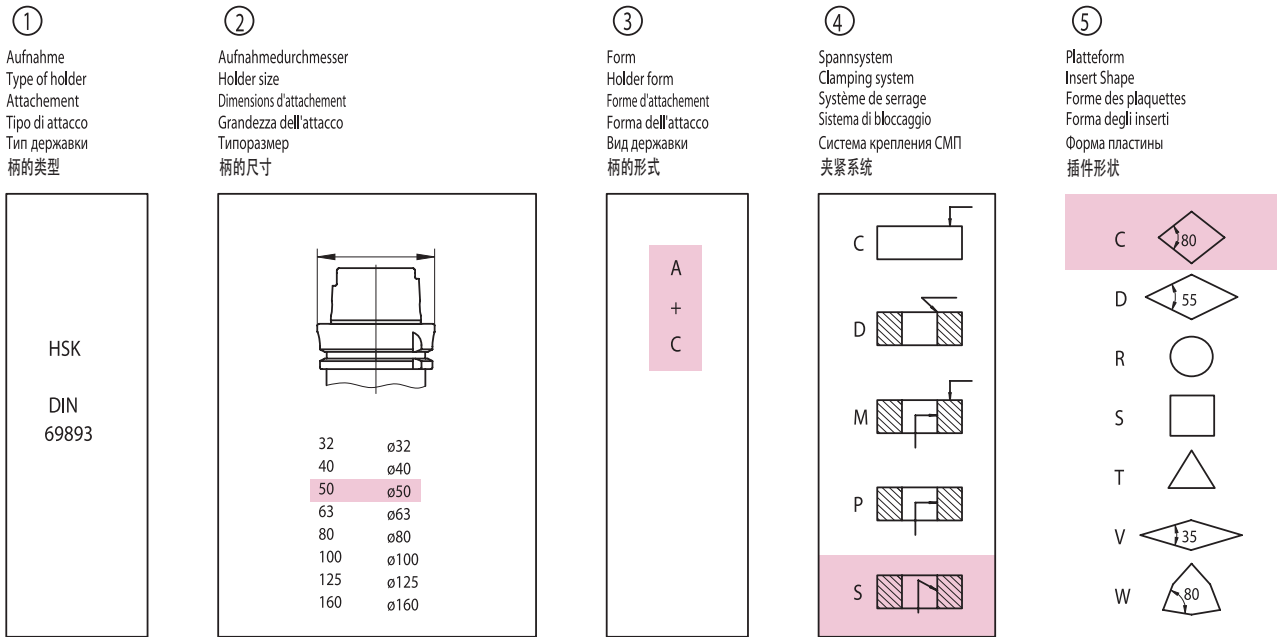 ①
Aufnahme
Type of holder
Attachement
Tipo di attacco
Тип державки
柄的类型
HSK
DIN
69893
②
Aufnahmedurchmesser
Holder size
Dimensions d'attachement
Grandezza dell'attacco
Типоразмер
柄的尺寸
32 ø32
40 ø40
50 ø50
63 ø63
80 ø80
100 ø100
125 ø125
160 ø160
③
Form
Holder form
Forme d'attachement
Forma dell'attacco
Вид державки
柄的形式
A
+
C
④
Spannsystem
Clamping system
Système de serrage
Sistema di bloccaggio
Система крепления СМП
夹紧系统
C
D
M
P
S
⑤
Platteform
Insert Shape
Forme des plaquettes
Forma degli inserti
Форма пластины
插件形状
C 80
D 55
R
S
T
V 35
W 80